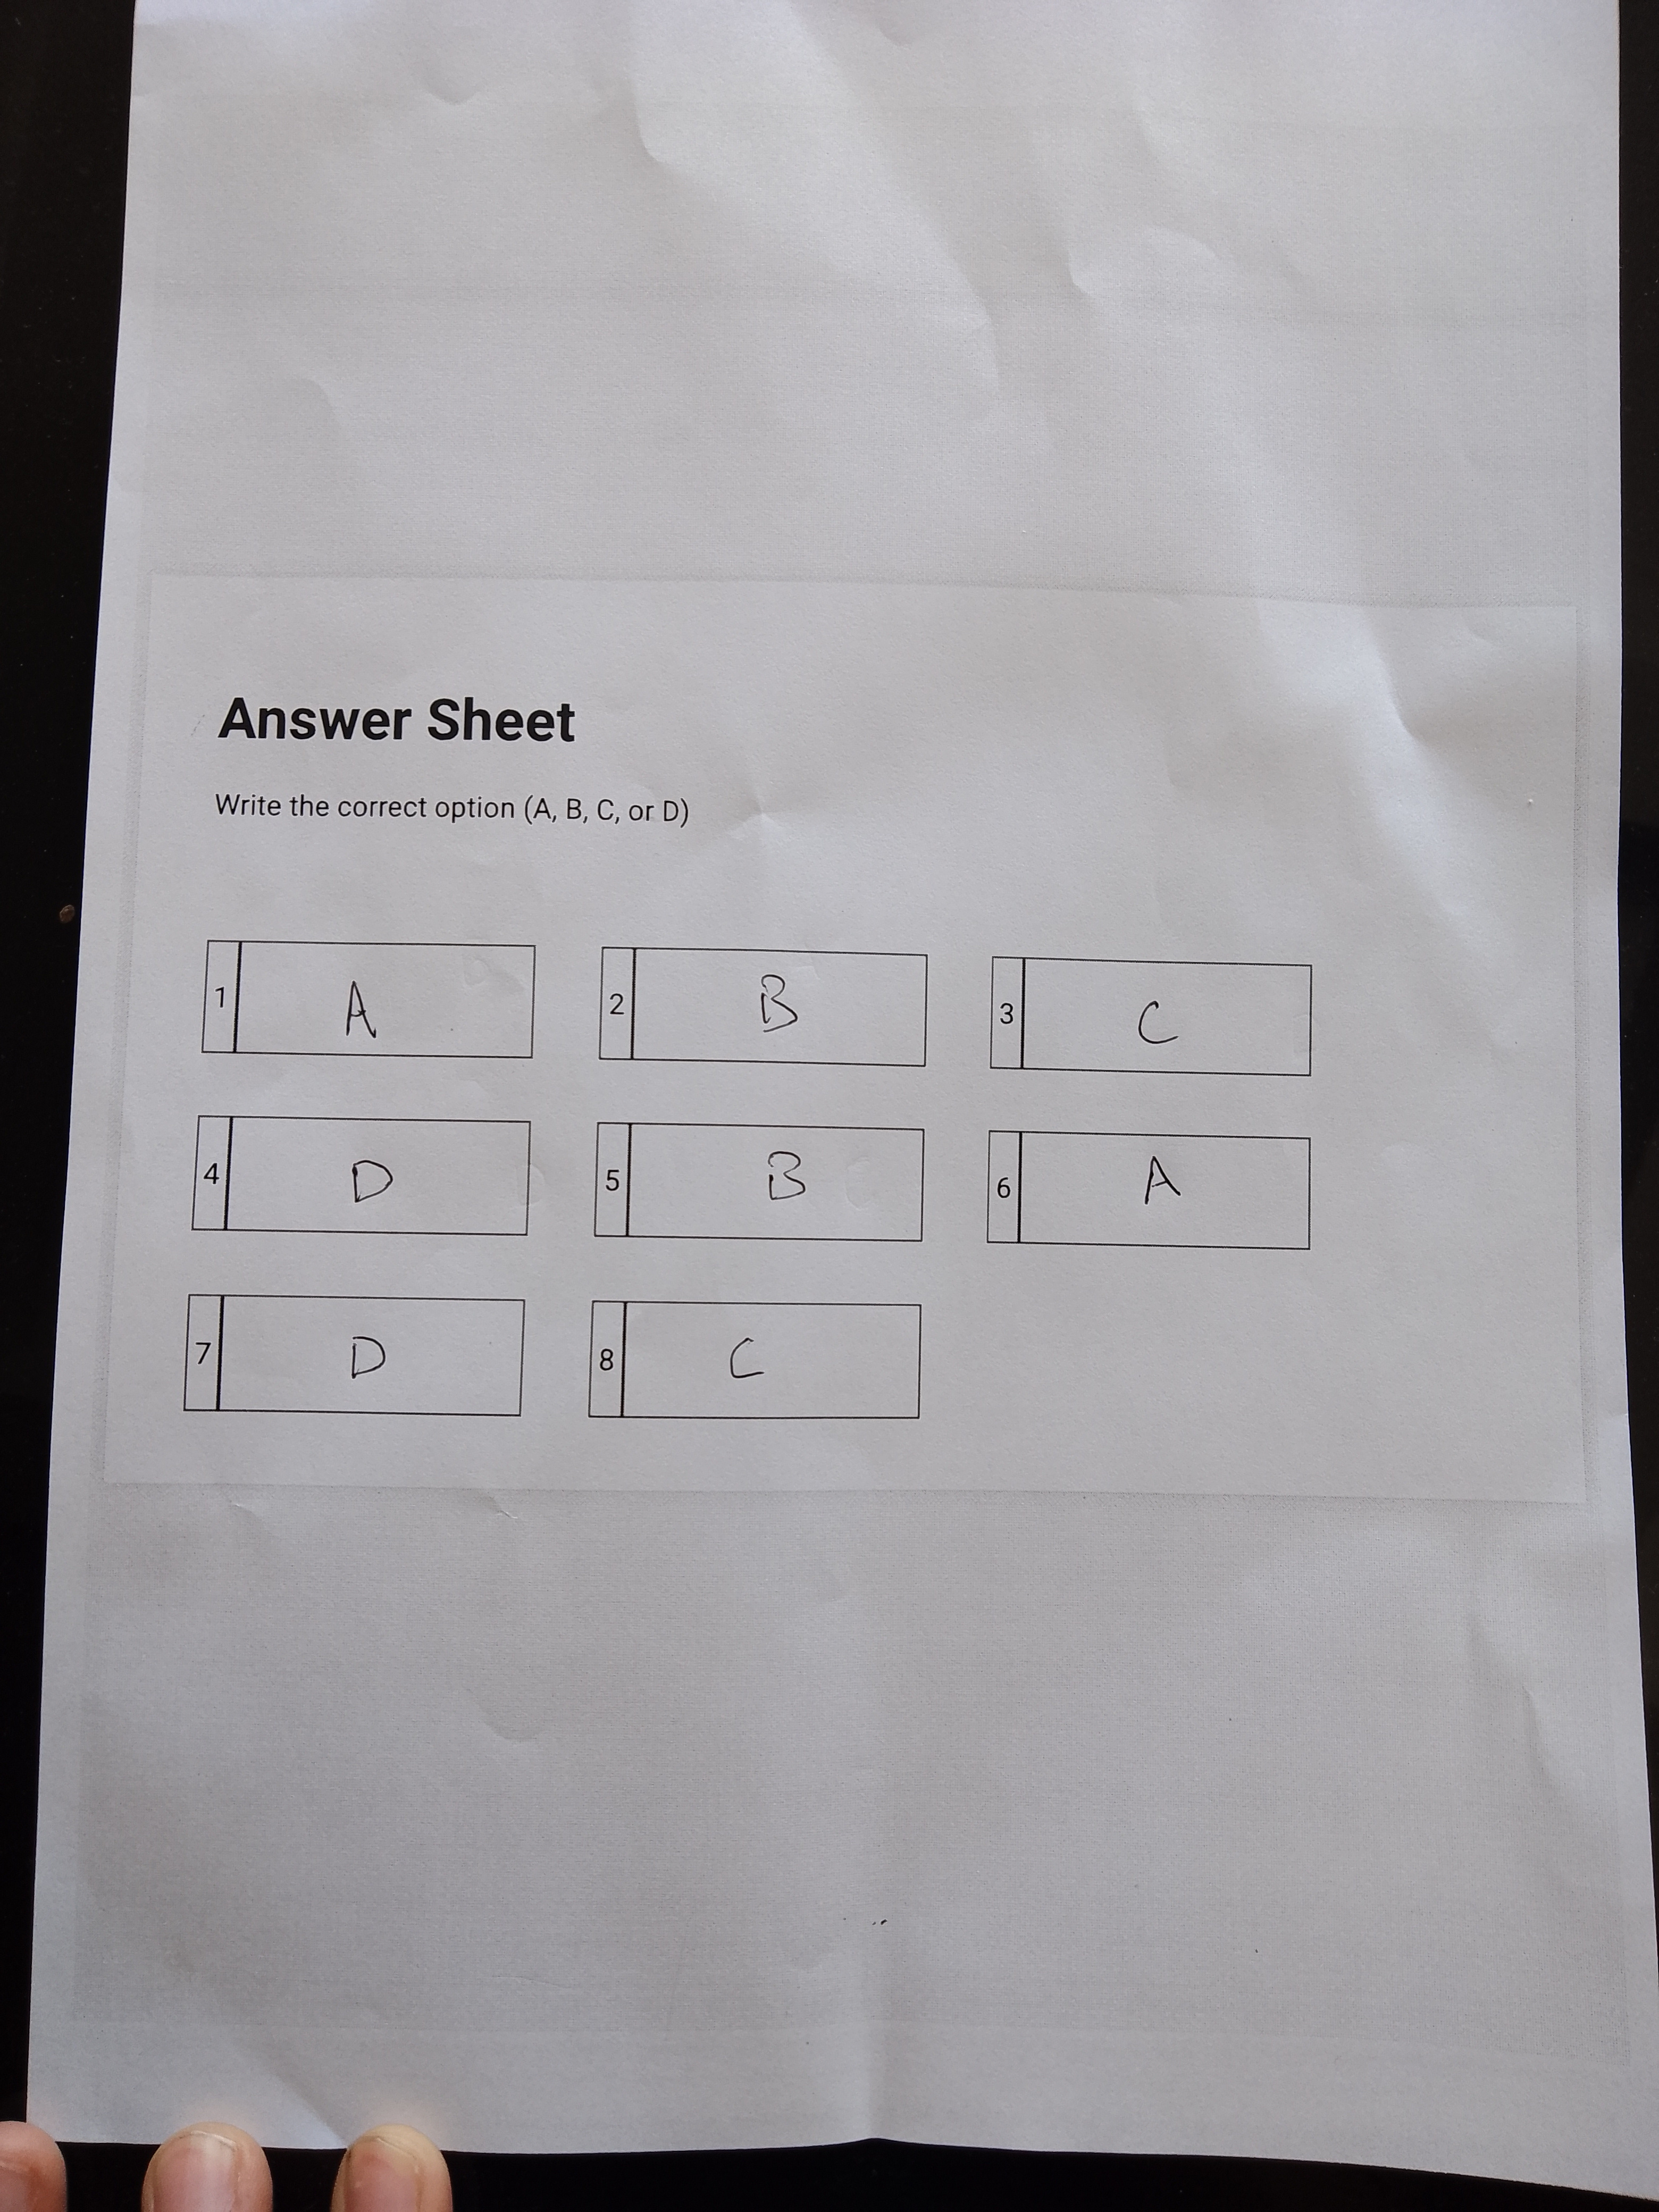 Answer Sheet
Write the correct option (A, B, C, or D)
1 A 2 B 3 C
4 D 5 B 6 A
7 D 8 C